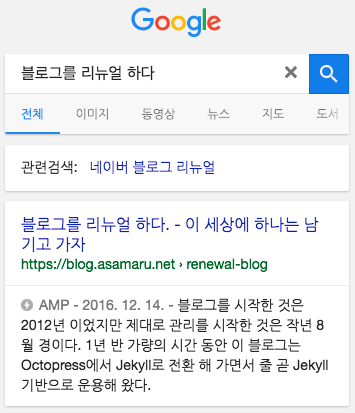 Google
블로그를 리뉴얼 하다
전체 이미지 동영상 뉴스 지도 도서
관련검색: 네이버 블로그 리뉴얼
블로그를 리뉴얼 하다. - 이 세상에 하나는 남
기고 가자
https://blog.asamaru.net › renewal-blog
AMP - 2016. 12. 14. - 블로그를 시작한 것은
2012년 이었지만 제대로 관리를 시작한 것은 작년 8
월 경이다. 1년 반 가량의 시간 동안 이 블로그는
Octopress에서 Jekyll로 전환 해 가면서 줄 곧 Jekyll
기반으로 운용해 왔다.